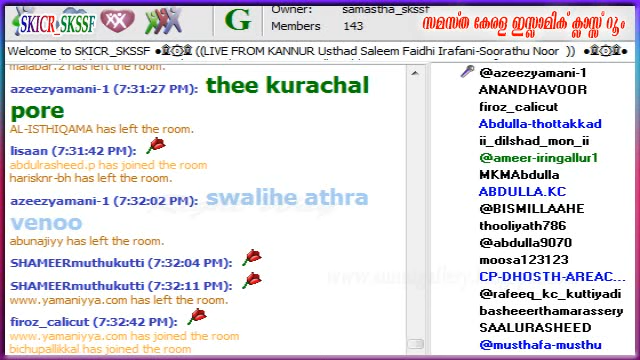 SKICR_SKSSF
Owner: samastha_skssf
G
Members 143
സമസ്ത കേരള ഇസ്ലാമിക് ക്ലാസ്സ് റൂം
Welcome to SKICR_SKSSF ●۩۞۩ ((LIVE FROM KANNUR Usthad Saleem Faidhi Irafani-Soorathu Noor )) ●۩۞۩
malabar.2 has left the room.
azeezyamani-1 (7:31:27 PM): thee kurachal
pore
AL-ISTHIQAMA has left the room.
lisaan (7:31:42 PM):
abdulrasheed.p has joined the room
harisknr-bh has left the room.
azeezyamani-1 (7:32:02 PM): swalihe athra
venoo
abunajiyy has left the room.
SHAMEERmuthukutti (7:32:04 PM):
SHAMEERmuthukutti (7:32:11 PM):
www.yamaniyya.com has left the room.
firoz_calicut (7:32:42 PM):
www.yamaniyya.com has joined the room
bichupallikkal has joined the room
@azeezyamani-1
ANANDHAVOOR
firoz_calicut
Abdulla-thottakkad
ii_dilshad_mon_ii
@ameer-iringallur1
MKMAbdulla
ABDULLA.KC
@BISMILLAAHE
thooliyath786
@abdulla9070
moosa123123
CP-DHOSTH-AREAC...
@rafeeq_kc_kuttiyadi
basheeerthamarassery
SAALURASHEED
@musthafa-musthu